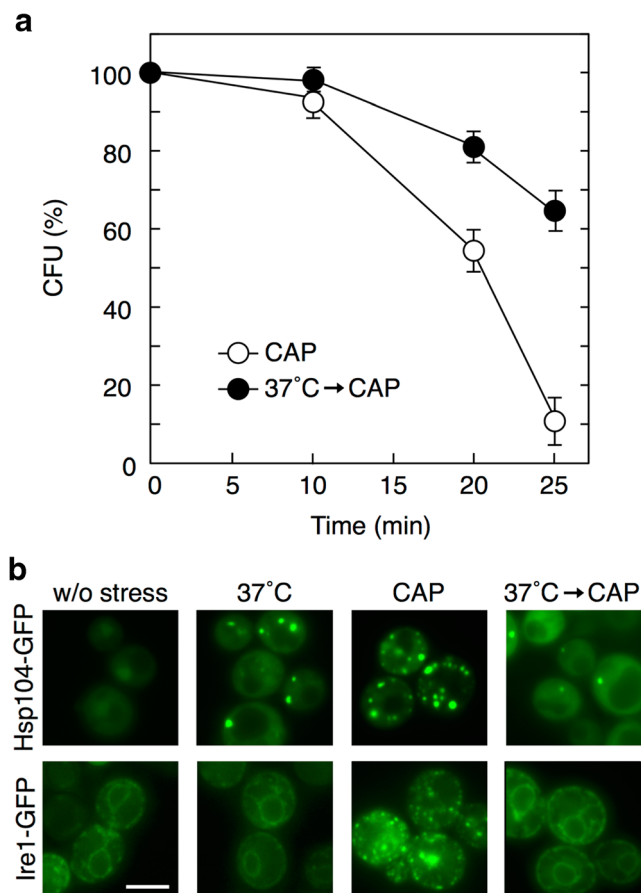 a
100
80
60
40
20
0
CFU (%)
CAP
37°C→CAP
0 5 10 15 20 25
Time (min)
b
w/o stress 37°C CAP 37°C→CAP
Hsp104-GFP
Ire1-GFP